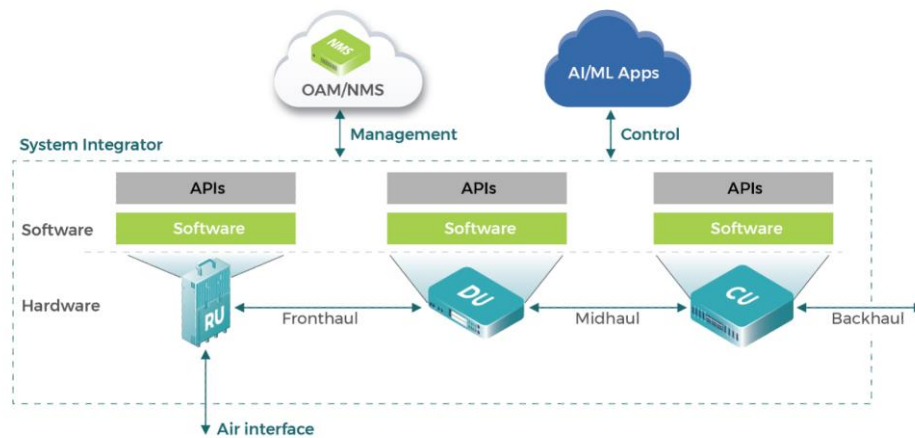 NMS
OAM/NMS
AI/ML Apps
Management
Control
System Integrator
APIs
APIs
APIs
Software
Software
Software
Software
Hardware
RU
DU
CU
Fronthaul
Midhaul
Backhaul
Air interface